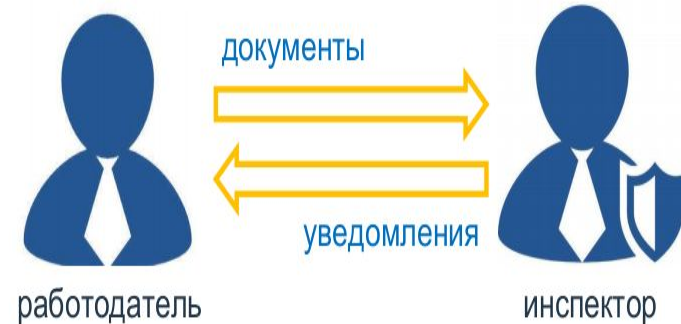 документы
уведомления
работодатель
инспектор